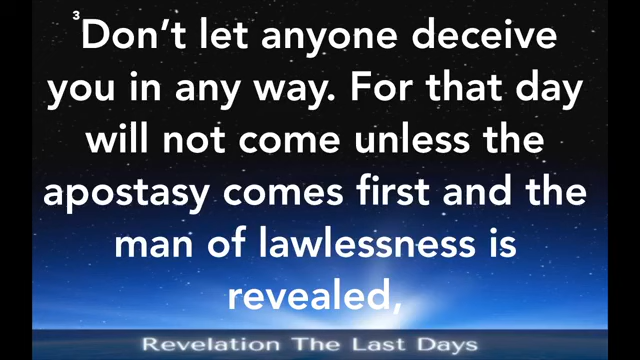 ³Don’t let anyone deceive
you in any way. For that day
will not come unless the
apostasy comes first and the
man of lawlessness is
revealed,
Revelation The Last Days